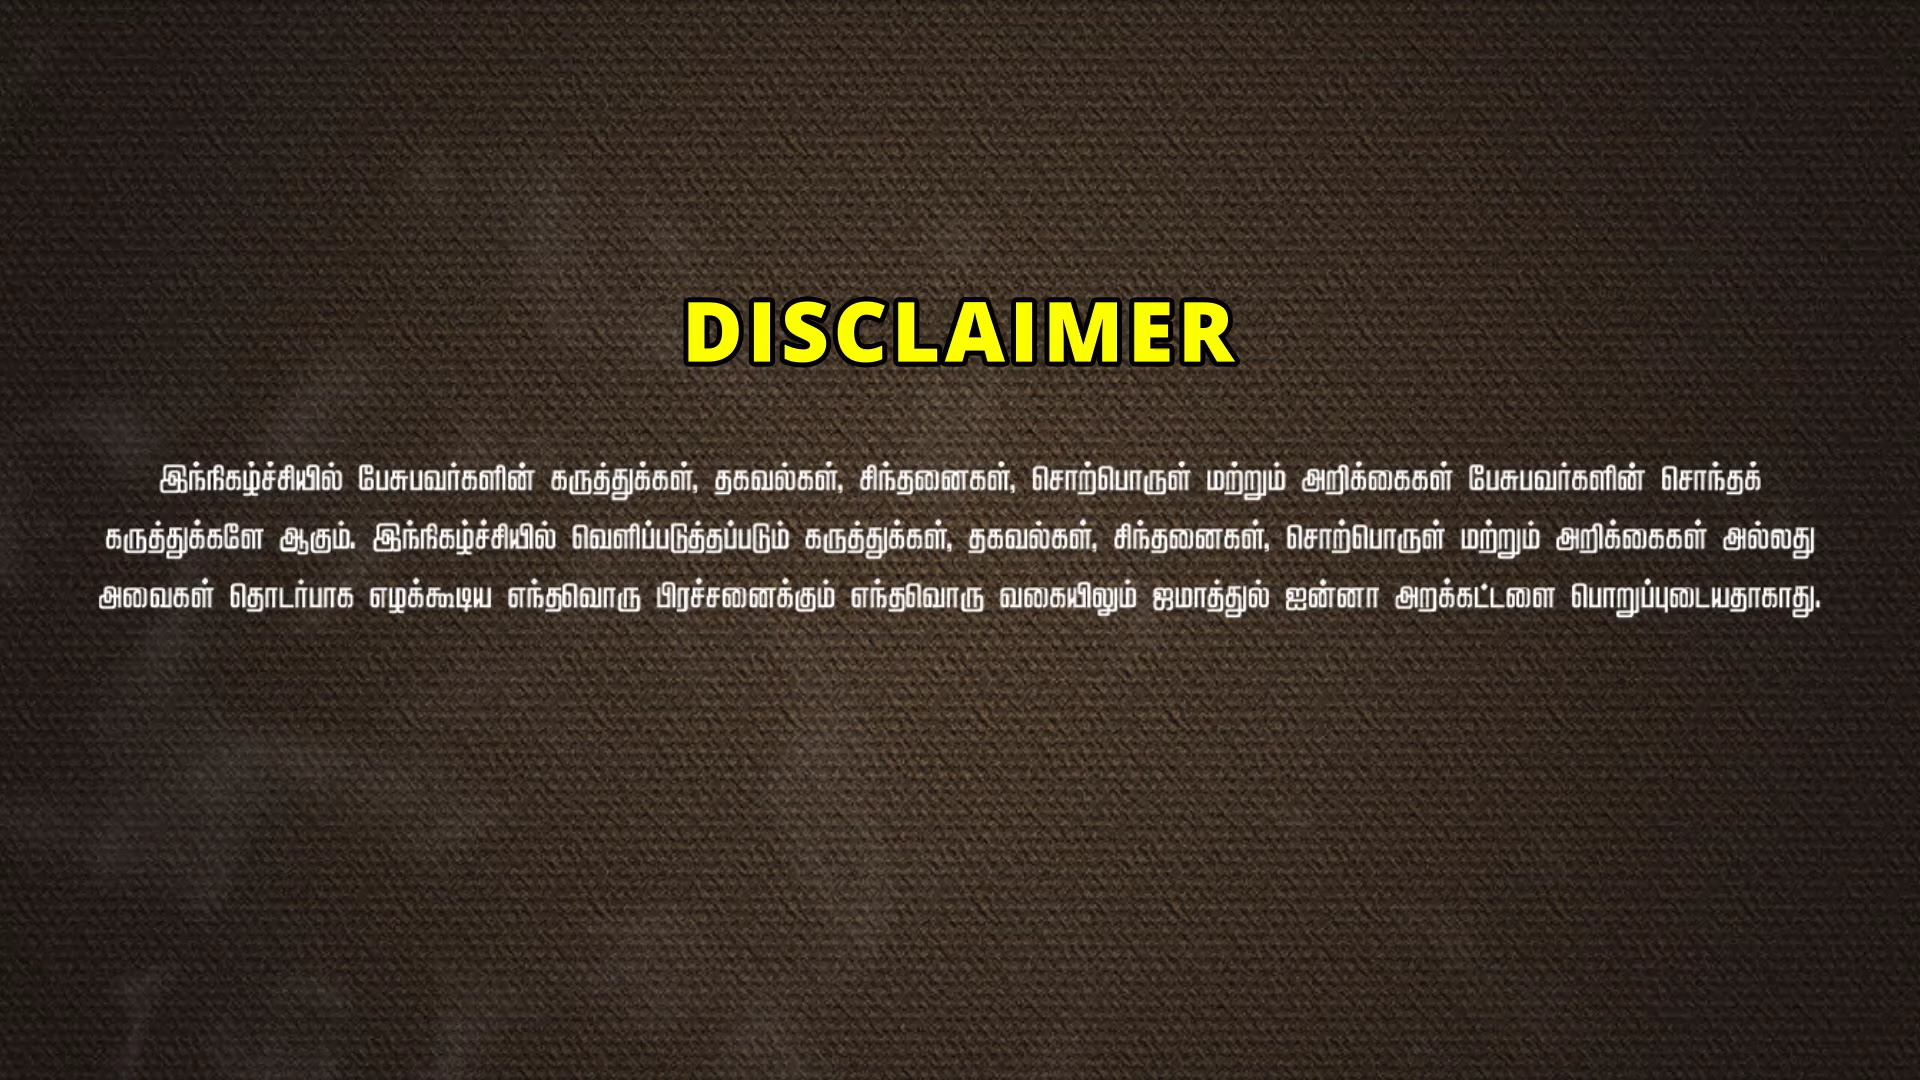 DISCLAIMER
இந்நிகழ்ச்சியில் பேசுபவர்களின் கருத்துக்கள், தகவல்கள், சிந்தனைகள், சொற்பொருள் மற்றும் அறிக்கைகள் பேசுபவர்களின் சொந்தக்
கருத்துக்களே ஆகும். இந்நிகழ்ச்சியில் வெளிப்படுத்தப்படும் கருத்துக்கள், தகவல்கள், சிந்தனைகள், சொற்பொருள் மற்றும் அறிக்கைகள் அல்லது
அவைகள் தொடர்பாக எழக்கூடிய எந்தவொரு பிரச்சனைக்கும் எந்தவொரு வகையிலும் ஜமாத்துல் ஐன்னா அறக்கட்டளை பொறுப்புடையதாகாது.